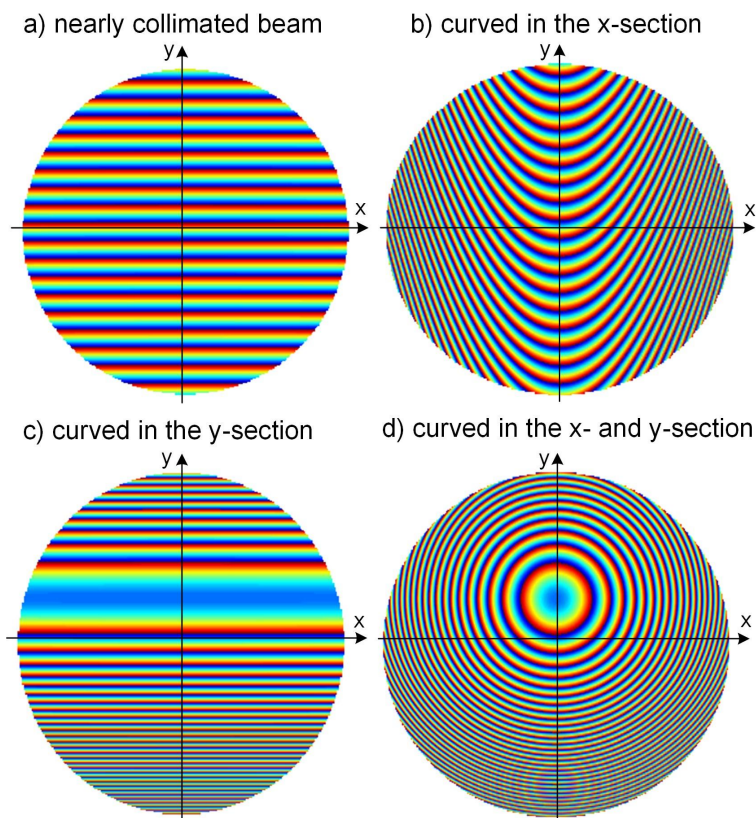 a) nearly collimated beam
b) curved in the x-section
y
x
x
c) curved in the y-section
d) curved in the x- and y-section
y
y
x
x